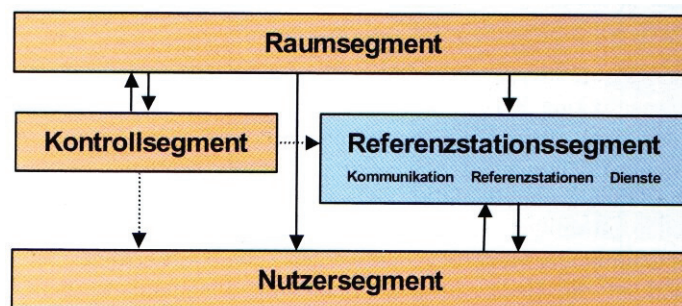 Raumsegment
Kontrollsegment
Referenzstationssegment
Kommunikation Referenzstationen Dienste
Nutzersegment